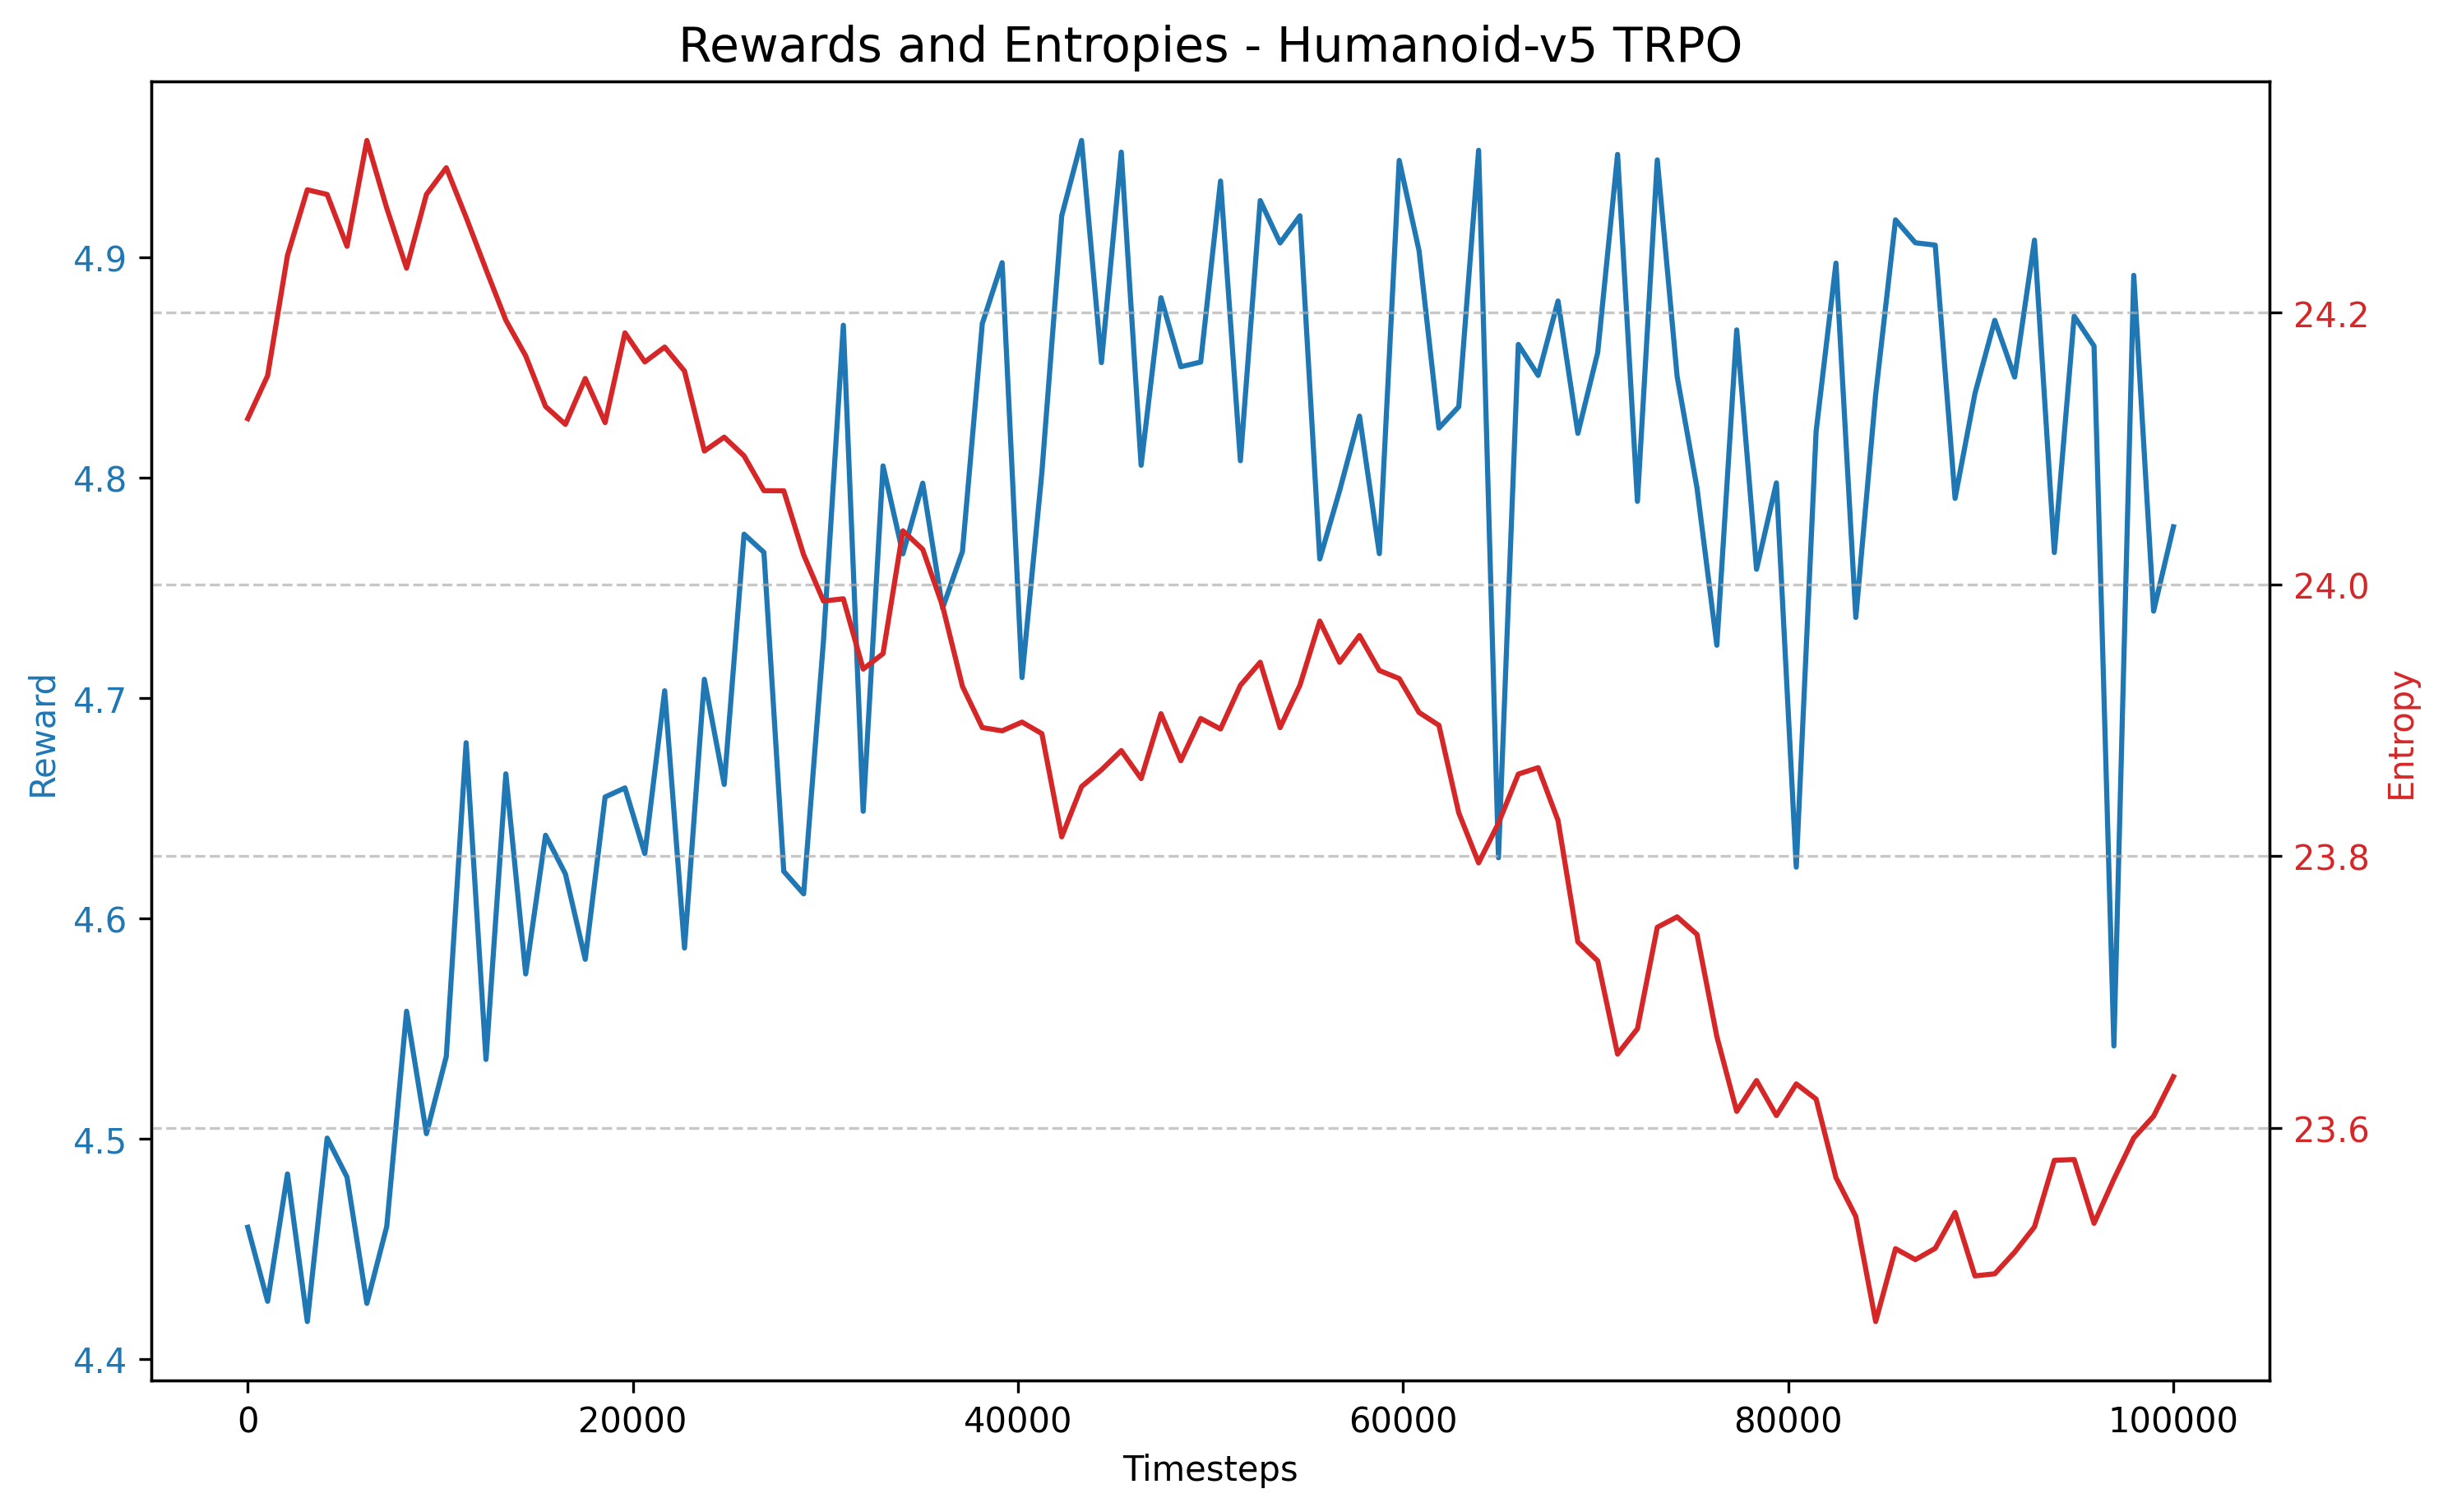 Rewards and Entropies - Humanoid-v5 TRPO
4.9
4.8
4.7
4.6
4.5
4.4
Reward
24.2
24.0
23.8
23.6
Entropy
0 20000 40000 60000 80000 100000
Timesteps